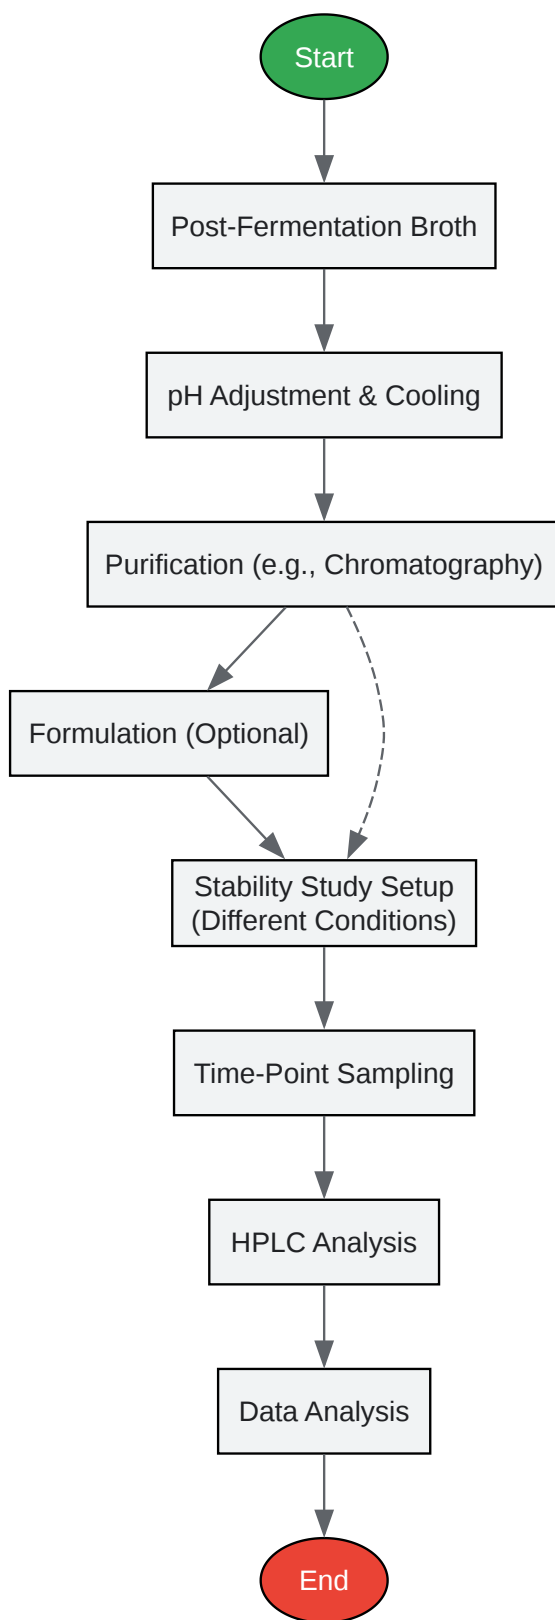 Start
Post-Fermentation Broth
pH Adjustment & Cooling
Purification (e.g., Chromatography)
Formulation (Optional)
Stability Study Setup
(Different Conditions)
Time-Point Sampling
HPLC Analysis
Data Analysis
End